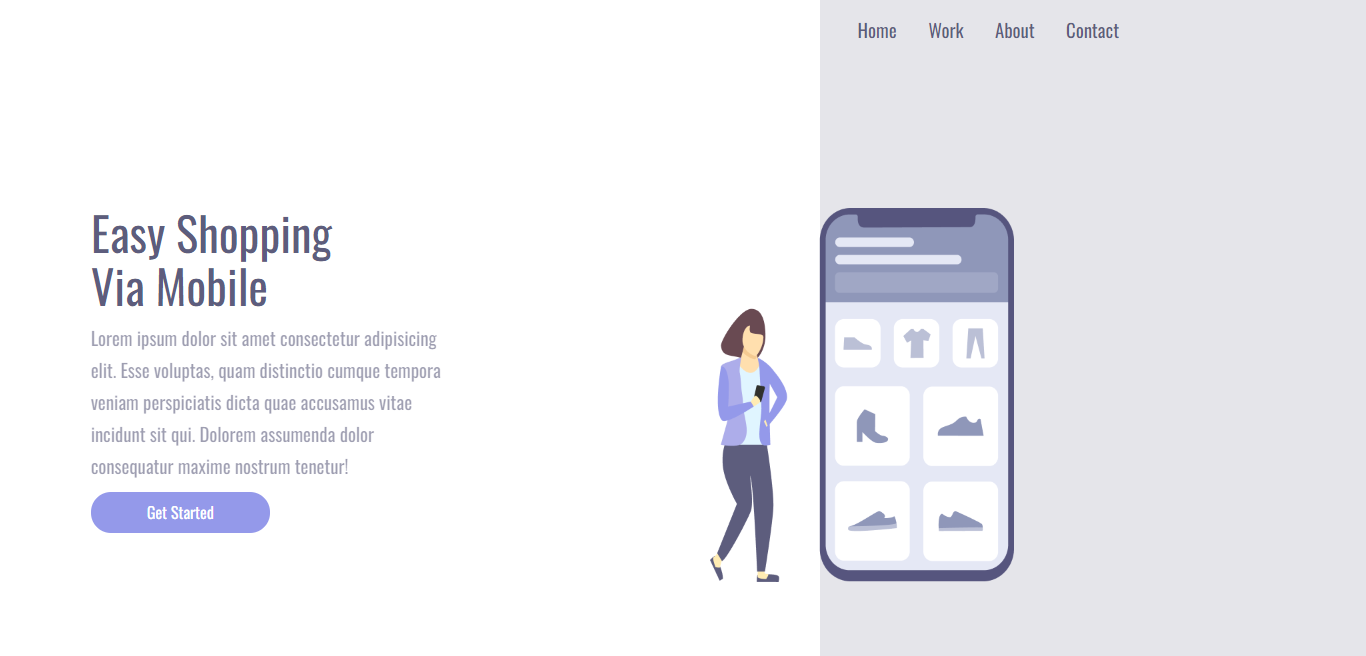 Home Work About Contact
Easy Shopping
Via Mobile
Lorem ipsum dolor sit amet consectetur adipisicing
elit. Esse voluptas, quam distinctio cumque tempora
veniam perspiciatis dicta quae accusamus vitae
incidunt sit qui. Dolorem assumenda dolor
consequatur maxime nostrum tenetur!
Get Started